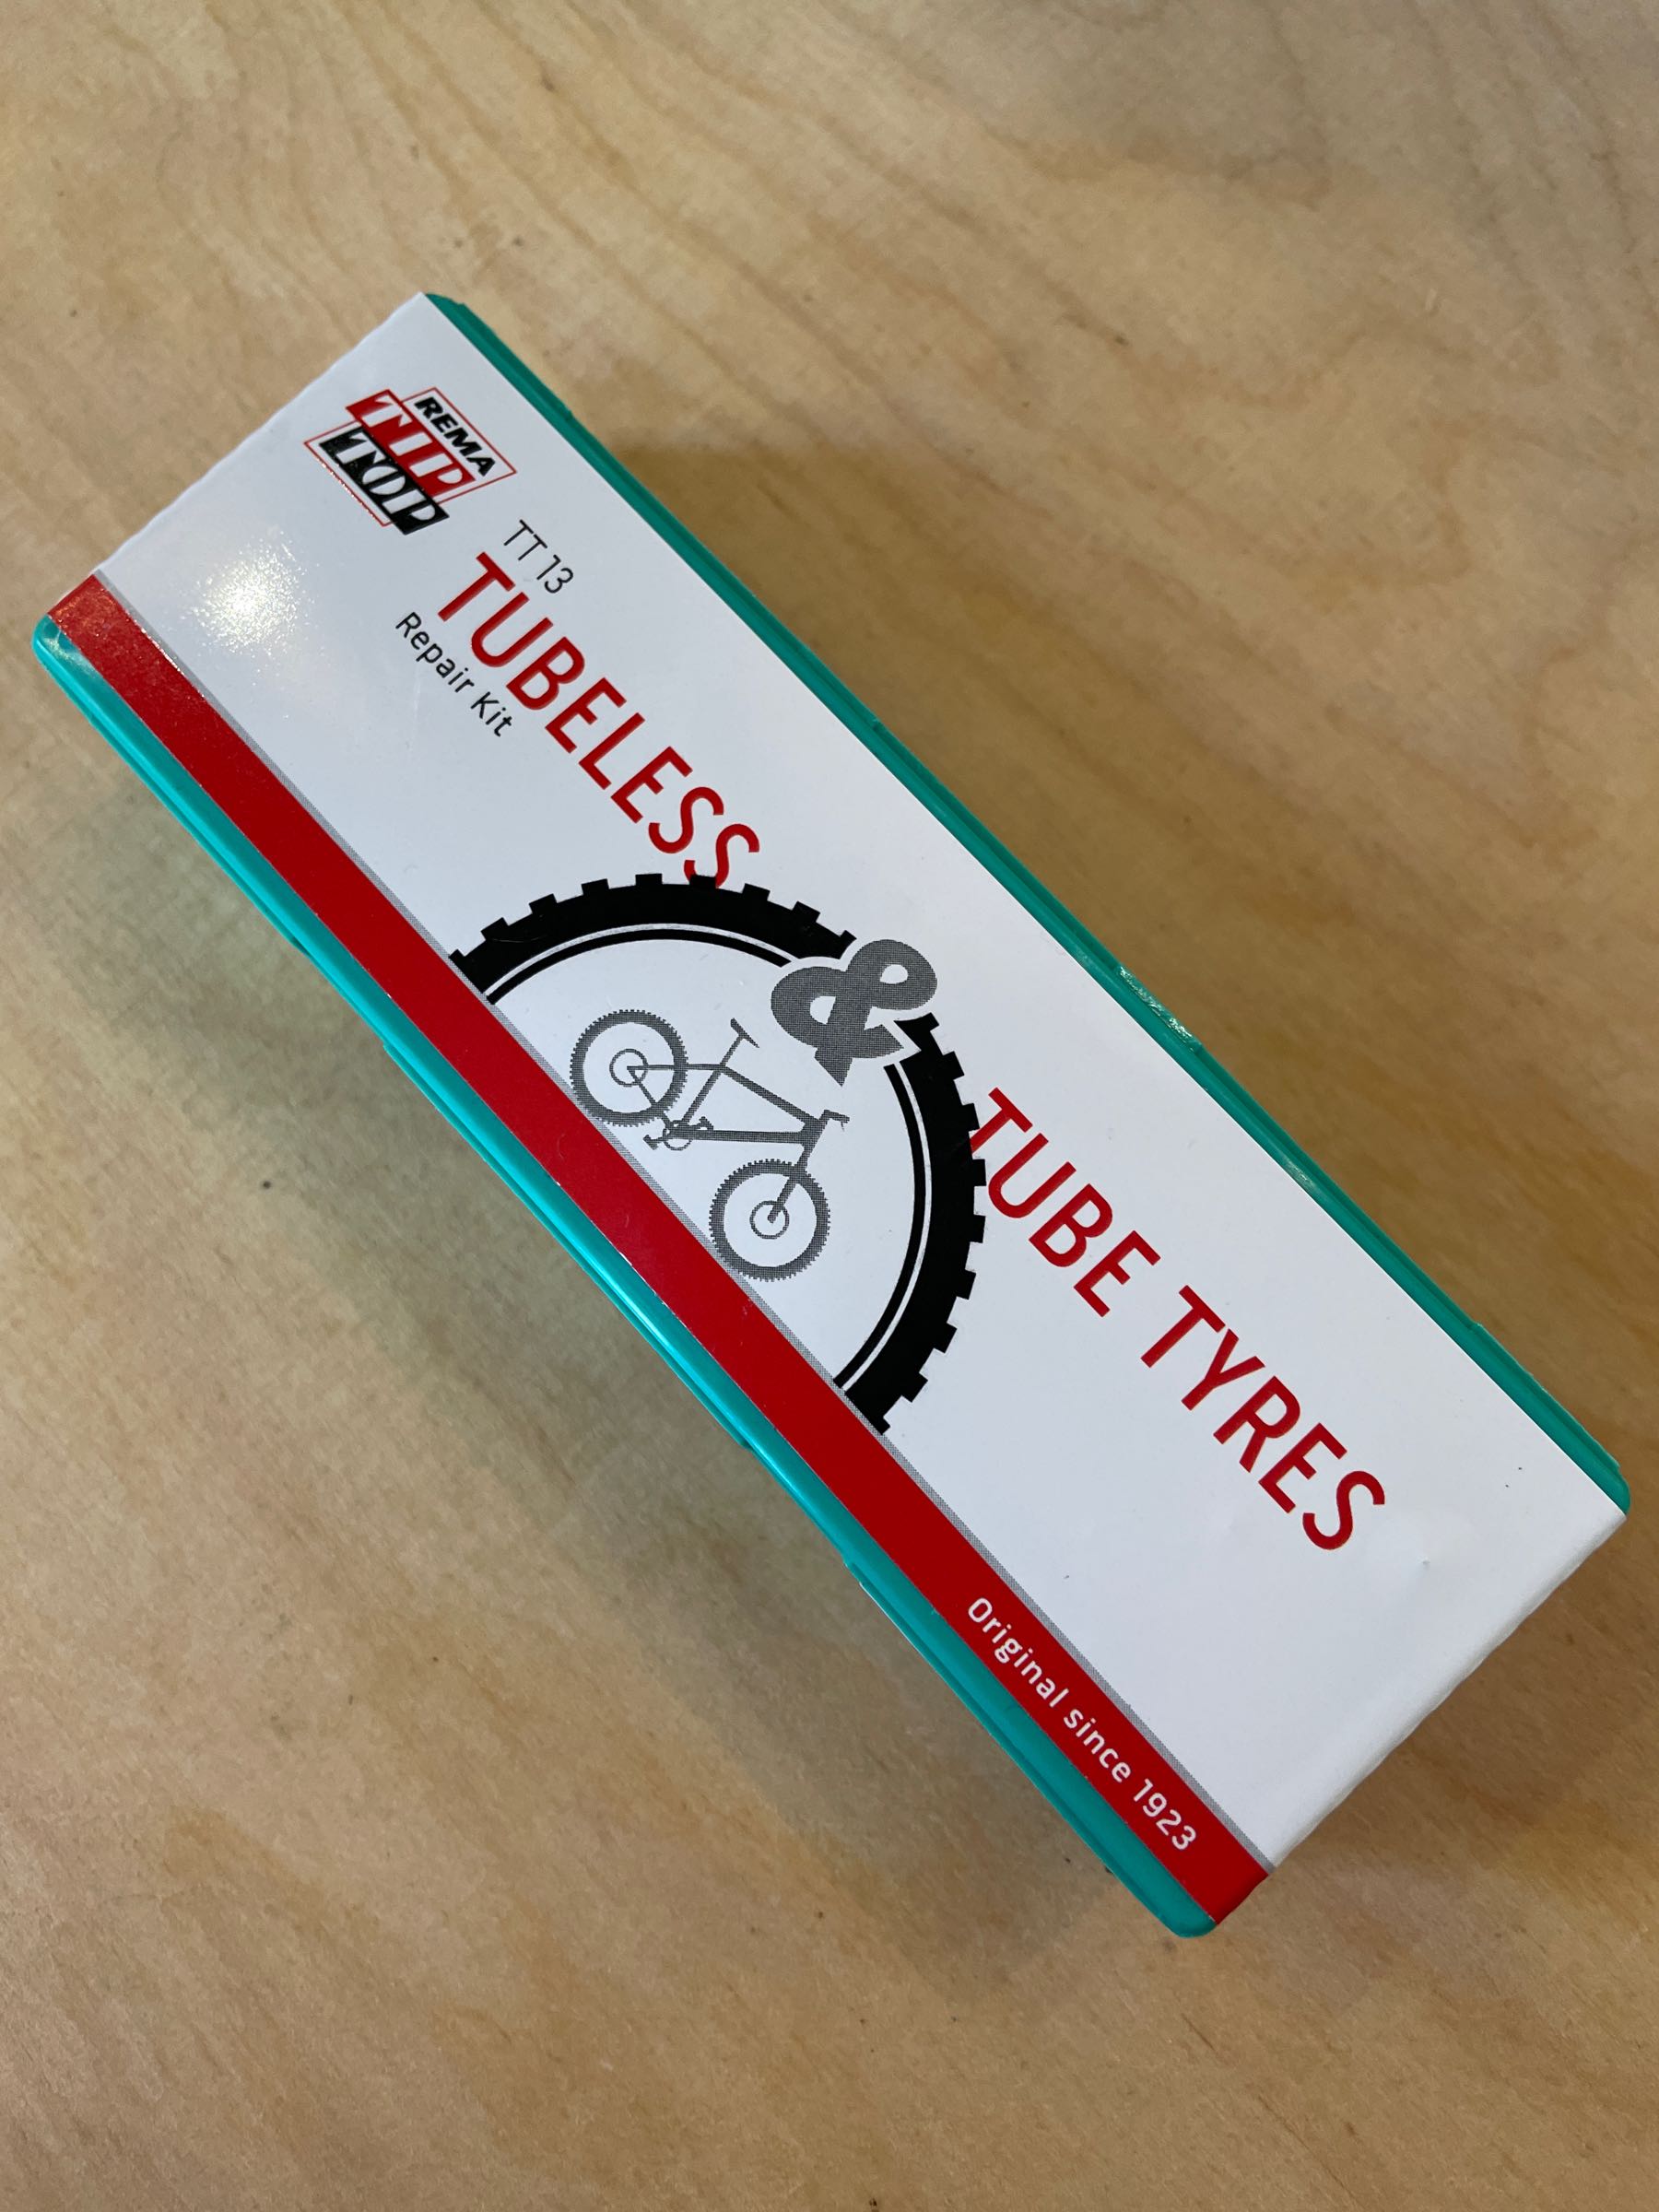 REMA
TIP
TOP
TT 13
TUBELESS
Repair Kit
&
TUBE TYRES
Original since 1923